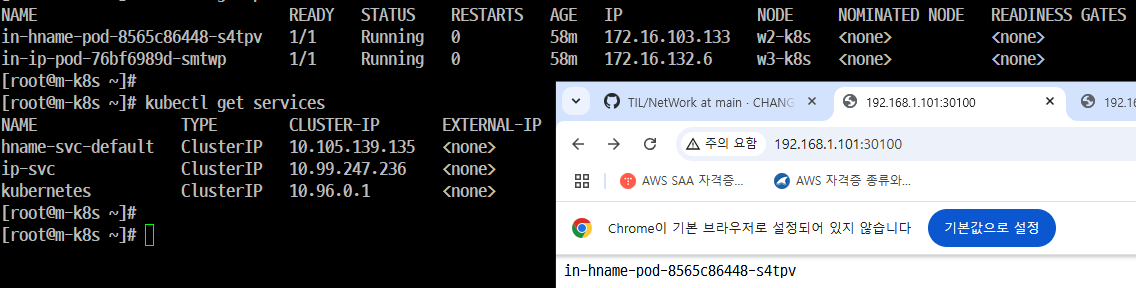 NAME READY STATUS RESTARTS AGE IP NODE NOMINATED NODE READINESS GATES
in-hname-pod-8565c86448-s4tpv 1/1 Running 0 58m 172.16.103.133 w2-k8s <none> <none>
in-ip-pod-76bf6989d-smtwp 1/1 Running 0 58m 172.16.132.6 w3-k8s <none> <none>
[root@m-k8s ~]#
[root@m-k8s ~]# kubectl get services
NAME TYPE CLUSTER-IP EXTERNAL-IP
hname-svc-default ClusterIP 10.105.139.135 <none>
ip-svc ClusterIP 10.99.247.236 <none>
kubernetes ClusterIP 10.96.0.1 <none>
[root@m-k8s ~]#
[root@m-k8s ~]#
TIL/NetWork at main · CHANG
192.168.1.101:30100
192.16
주의 요함 192.168.1.101:30100
AWS SAA 자격증... AWS 자격증 종류와...
Chrome이 기본 브라우저로 설정되어 있지 않습니다 기본값으로 설정
in-hname-pod-8565c86448-s4tpv